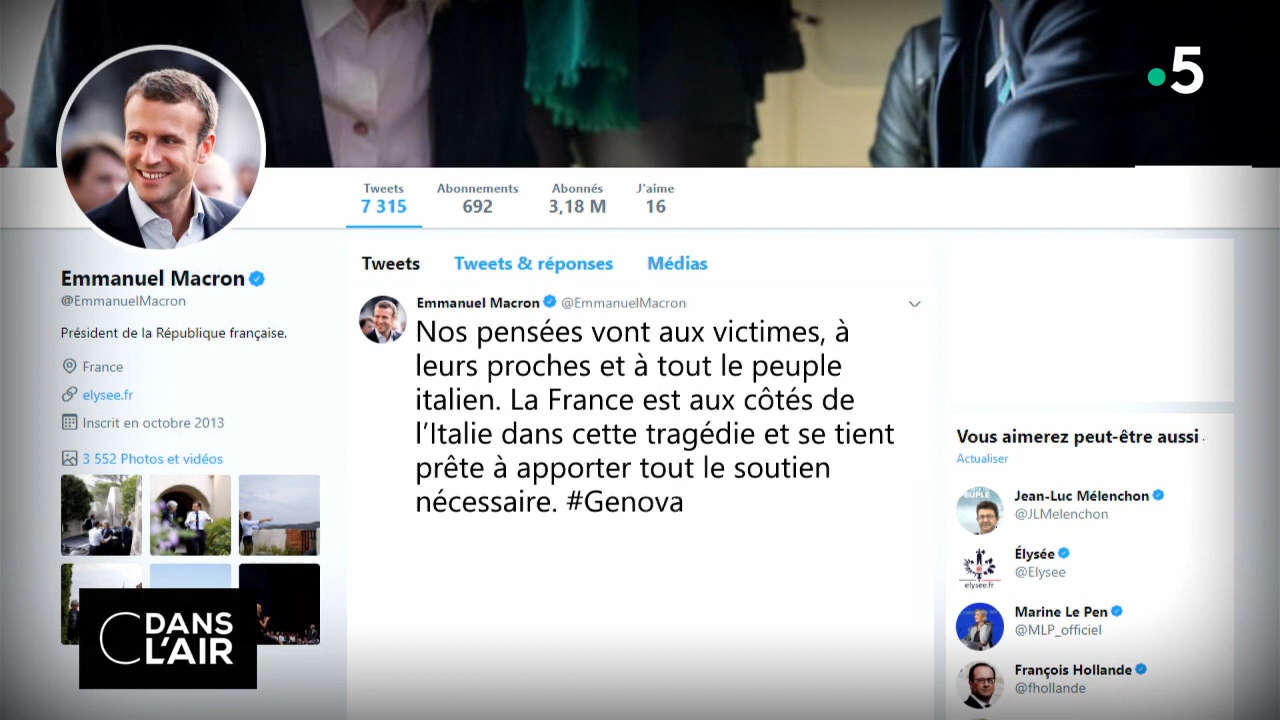 5
Tweets
7 315
Abonnements
692
Abonnés
3,18 M
J'aime
16
Emmanuel Macron
@EmmanuelMacron
Président de la République française.
France
elysee.fr
Inscrit en octobre 2013
3 552 Photos et vidéos
C DANS
L'AIR
Tweets
Tweets & réponses
Médias
Emmanuel Macron @EmmanuelMacron
Nos pensées vont aux victimes, à
leurs proches et à tout le peuple
italien. La France est aux côtés de
l’Italie dans cette tragédie et se tient
prête à apporter tout le soutien
nécessaire. #Genova
Vous aimerez peut-être aussi
Actualiser
EUPLE
Jean-Luc Mélenchon
@JLMelenchon
elysee.fr
Élysée
@Elysee
Marine Le Pen
@MLP_officiel
François Hollande
@fhollande